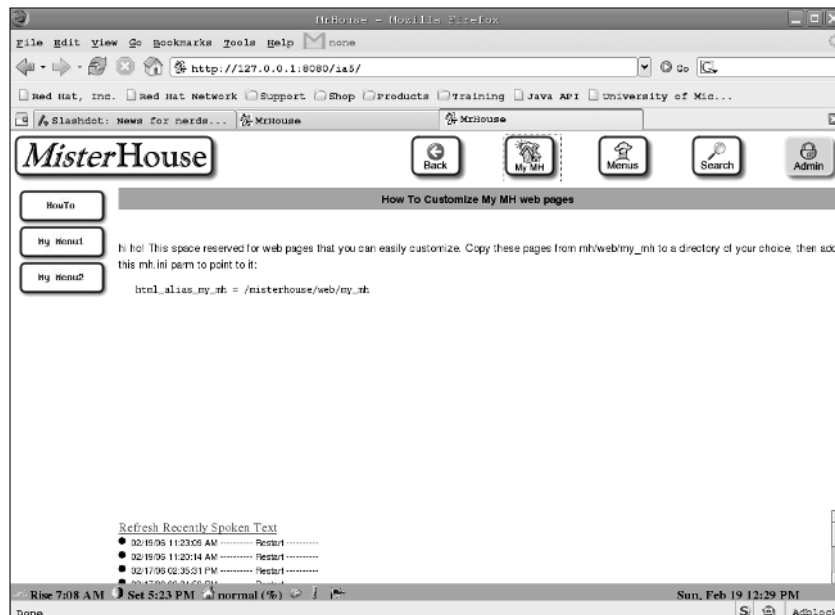 MrHouse - Mozilla Firefox
File Edit View Go Bookmarks Tools Help none
http://127.0.0.1:8080/ia5/ Go
Red Hat, Inc. Red Hat Network Support Shop Products Training Java API University of Mic...
Slashdot: News for nerds... MrHouse MrHouse
MisterHouse Back My MH Menus Search Admin
HowTo
My Menu1
My Menu2
How To Customize My MH web pages
hi ho! This space reserved for web pages that you can easily customize. Copy these pages from mh/web/my_mh to a directory of your choice, then add
this mh.ini parm to point to it:
html_alias_my_mh = /misterhouse/web/my_mh
Refresh Recently Spoken Text
02/19/06 11:23:09 AM ---------- Restart ----------
02/19/06 11:20:14 AM ---------- Restart ----------
02/17/06 02:35:31 PM ---------- Restart ----------
Rise 7:08 AM Set 5:23 PM normal (%) Sun, Feb 19 12:29 PM
Done Adblock